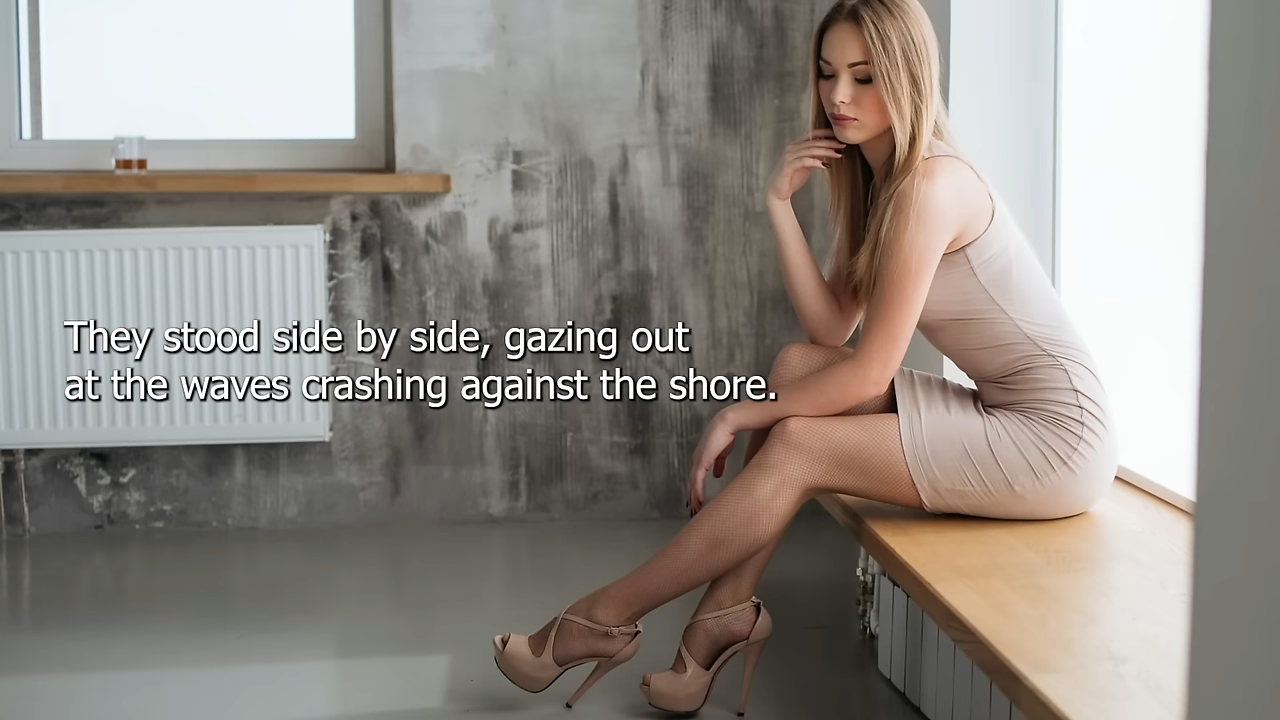 They stood side by side, gazing out
at the waves crashing against the shore.